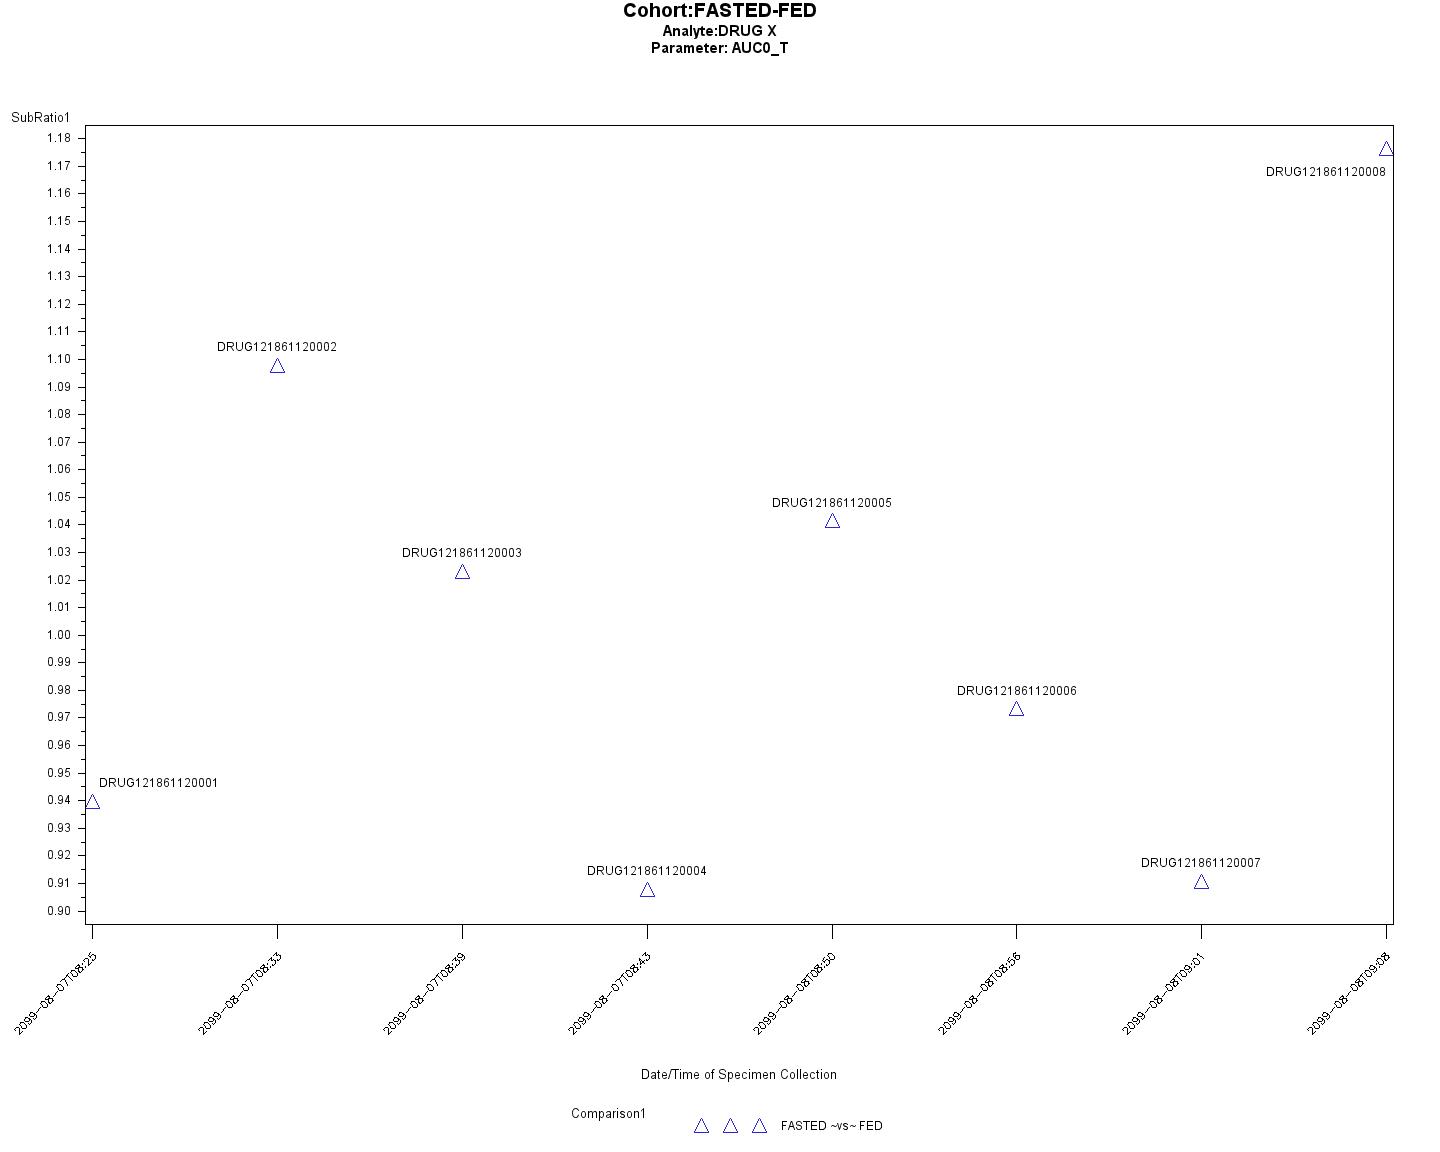 Cohort:FASTED-FED
Analyte:DRUG X
Parameter: AUC0_T
SubRatio1
1.18
1.17
1.16
1.15
1.14
1.13
1.12
1.11
1.10
1.09
1.08
1.07
1.06
1.05
1.04
1.03
1.02
1.01
1.00
0.99
0.98
0.97
0.96
0.95
0.94
0.93
0.92
0.91
0.90
DRUG121861120008
DRUG121861120002
DRUG121861120005
DRUG121861120003
DRUG121861120006
DRUG121861120001
DRUG121861120007
DRUG121861120004
2099-08-07T08:25
2099-08-07T08:33
2099-08-07T08:39
2099-08-07T08:43
2099-08-08T08:50
2099-08-08T08:56
2099-08-08T09:01
2099-08-08T09:08
Date/Time of Specimen Collection
Comparison1
FASTED ~vs~ FED